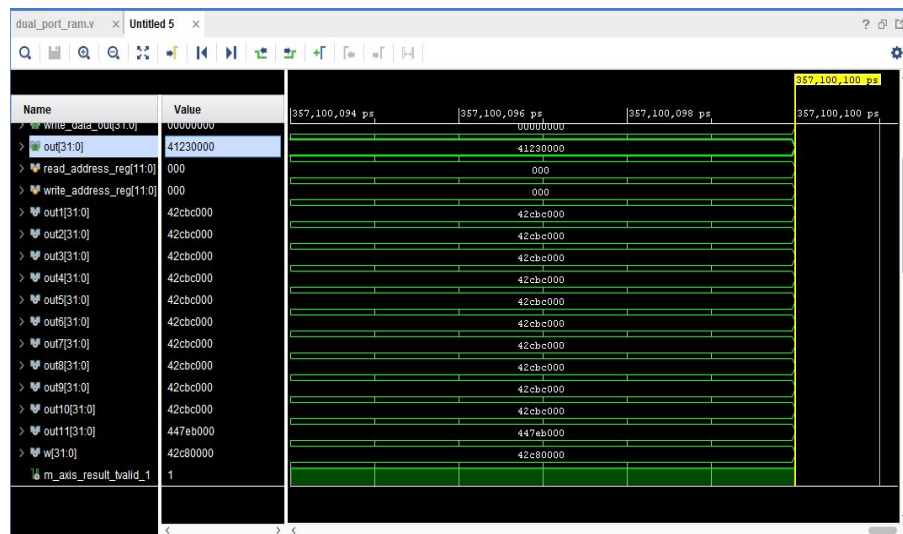 dual_port_ram.v × Untitled 5 ×
357,100,100 ps
Name Value 357,100,094 ps 357,100,096 ps 357,100,098 ps 357,100,100 ps
write_data_out[31:0] 00000000 00000000
out[31:0] 41230000 41230000
read_address_reg[11:0] 000 000
write_address_reg[11:0] 000 000
out1[31:0] 42cbc000 42cbc000
out2[31:0] 42cbc000 42cbc000
out3[31:0] 42cbc000 42cbc000
out4[31:0] 42cbc000 42cbc000
out5[31:0] 42cbc000 42cbc000
out6[31:0] 42cbc000 42cbc000
out7[31:0] 42cbc000 42cbc000
out8[31:0] 42cbc000 42cbc000
out9[31:0] 42cbc000 42cbc000
out10[31:0] 42cbc000 42cbc000
out11[31:0] 447eb000 447eb000
w[31:0] 42c80000 42c80000
m_axis_result_tvalid_1 1